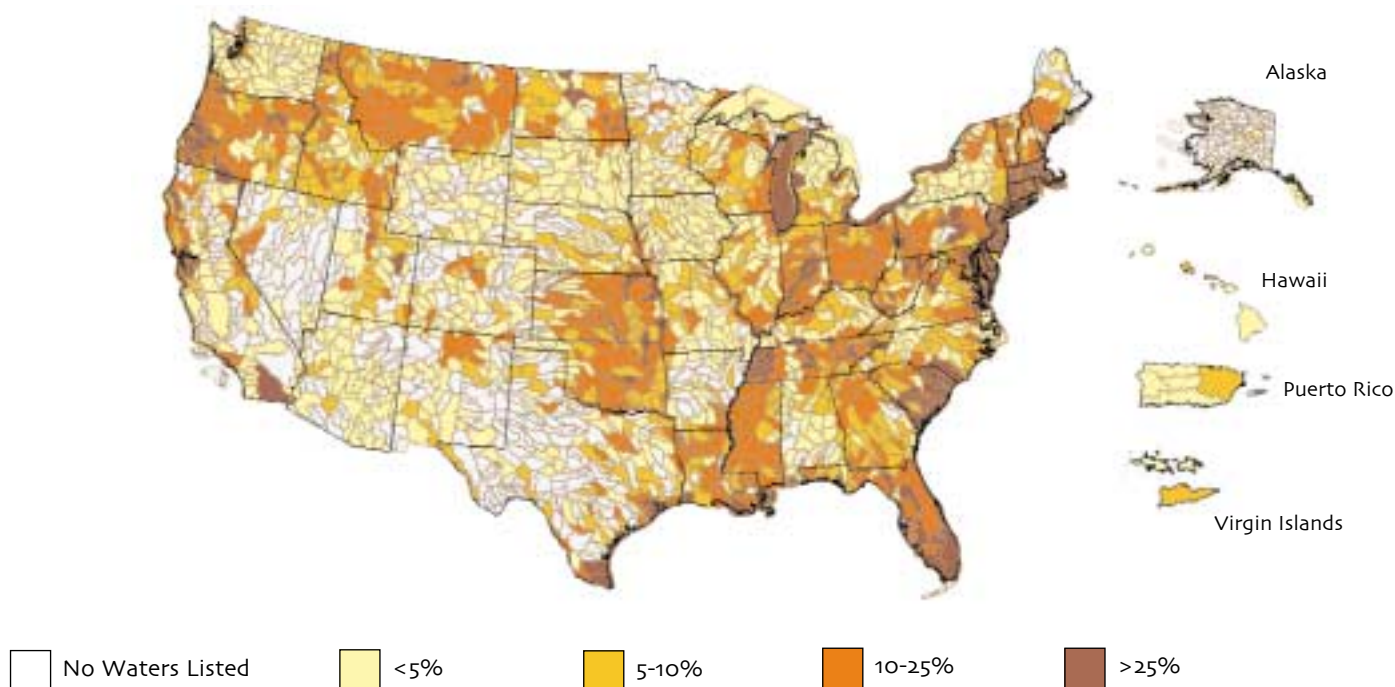 Alaska
Hawaii
Puerto Rico
Virgin Islands
No Waters Listed
<5%
5-10%
10-25%
>25%